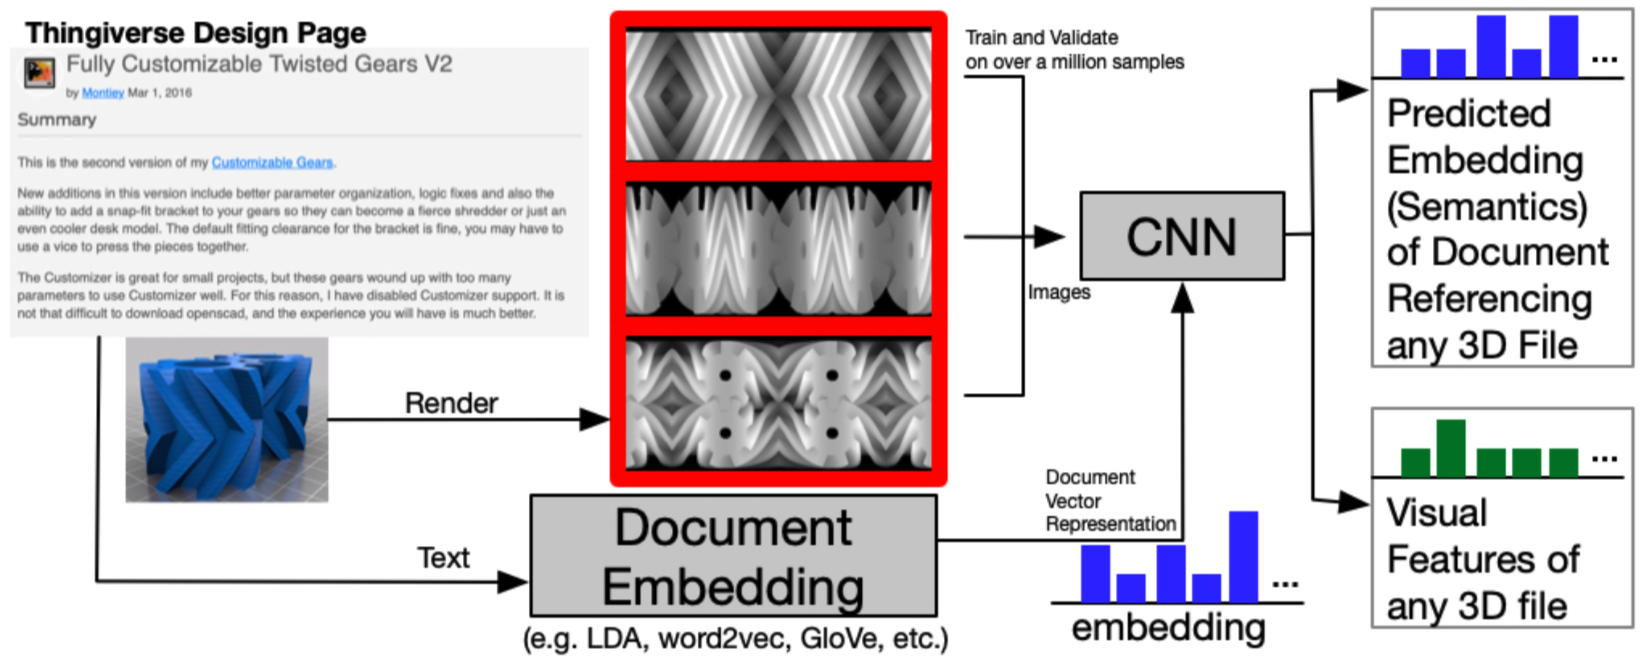 Thingiverse Design Page
Fully Customizable Twisted Gears V2
by Montiey Mar 1, 2016
Summary
This is the second version of my Customizable Gears.
New additions in this version include better parameter organization, logic fixes and also the
ability to add a snap-fit bracket to your gears so they can become a fierce shredder or just an
even cooler desk model. The default fitting clearance for the bracket is fine, you may have to
use a vice to press the pieces together.
The Customizer is great for small projects, but these gears wound up with too many
parameters to use Customizer well. For this reason, I have disabled Customizer support. It is
not that difficult to download openscad, and the experience you will have is much better.
Render
Text
Document
Embedding
(e.g. LDA, word2vec, GloVe, etc.)
Train and Validate
on over a million samples
Images
CNN
Document
Vector
Representation
...
embedding
...
Predicted
Embedding
(Semantics)
of Document
Referencing
any 3D File
...
Visual
Features of
any 3D file